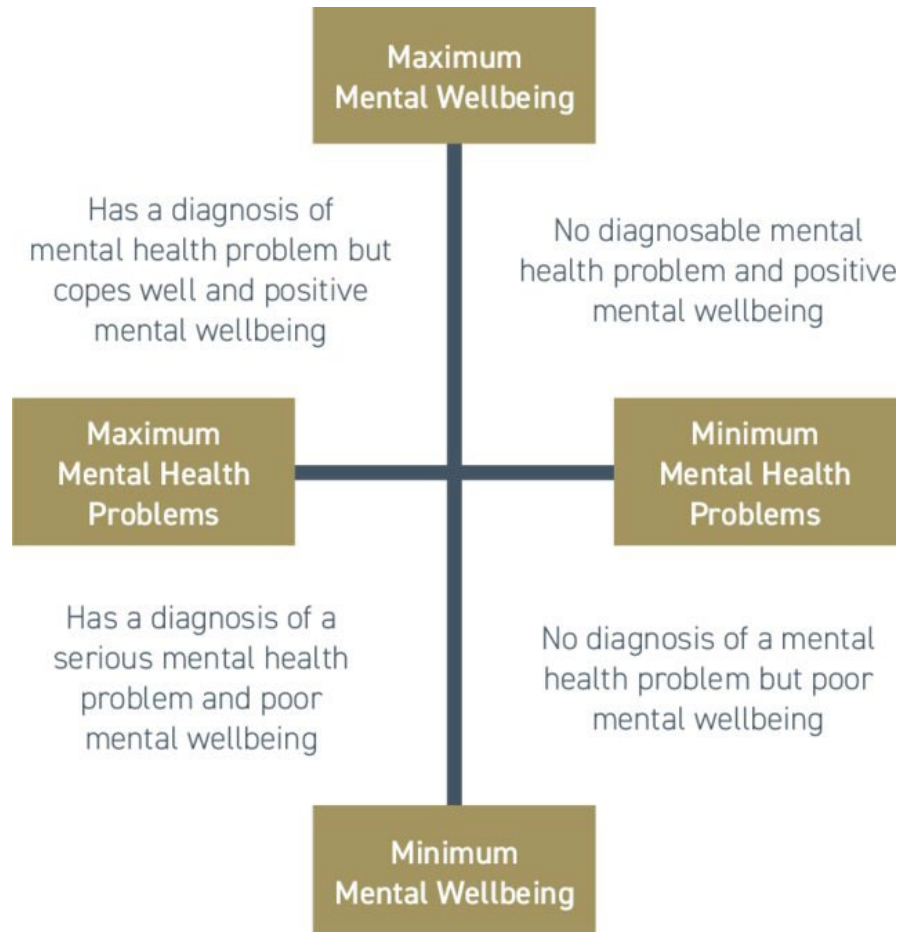 Maximum
Mental Wellbeing
Has a diagnosis of
mental health problem but
copes well and positive
mental wellbeing
No diagnosable mental
health problem and positive
mental wellbeing
Maximum
Mental Health
Problems
Minimum
Mental Health
Problems
Has a diagnosis of a
serious mental health
problem and poor
mental wellbeing
No diagnosis of a mental
health problem but poor
mental wellbeing
Minimum
Mental Wellbeing